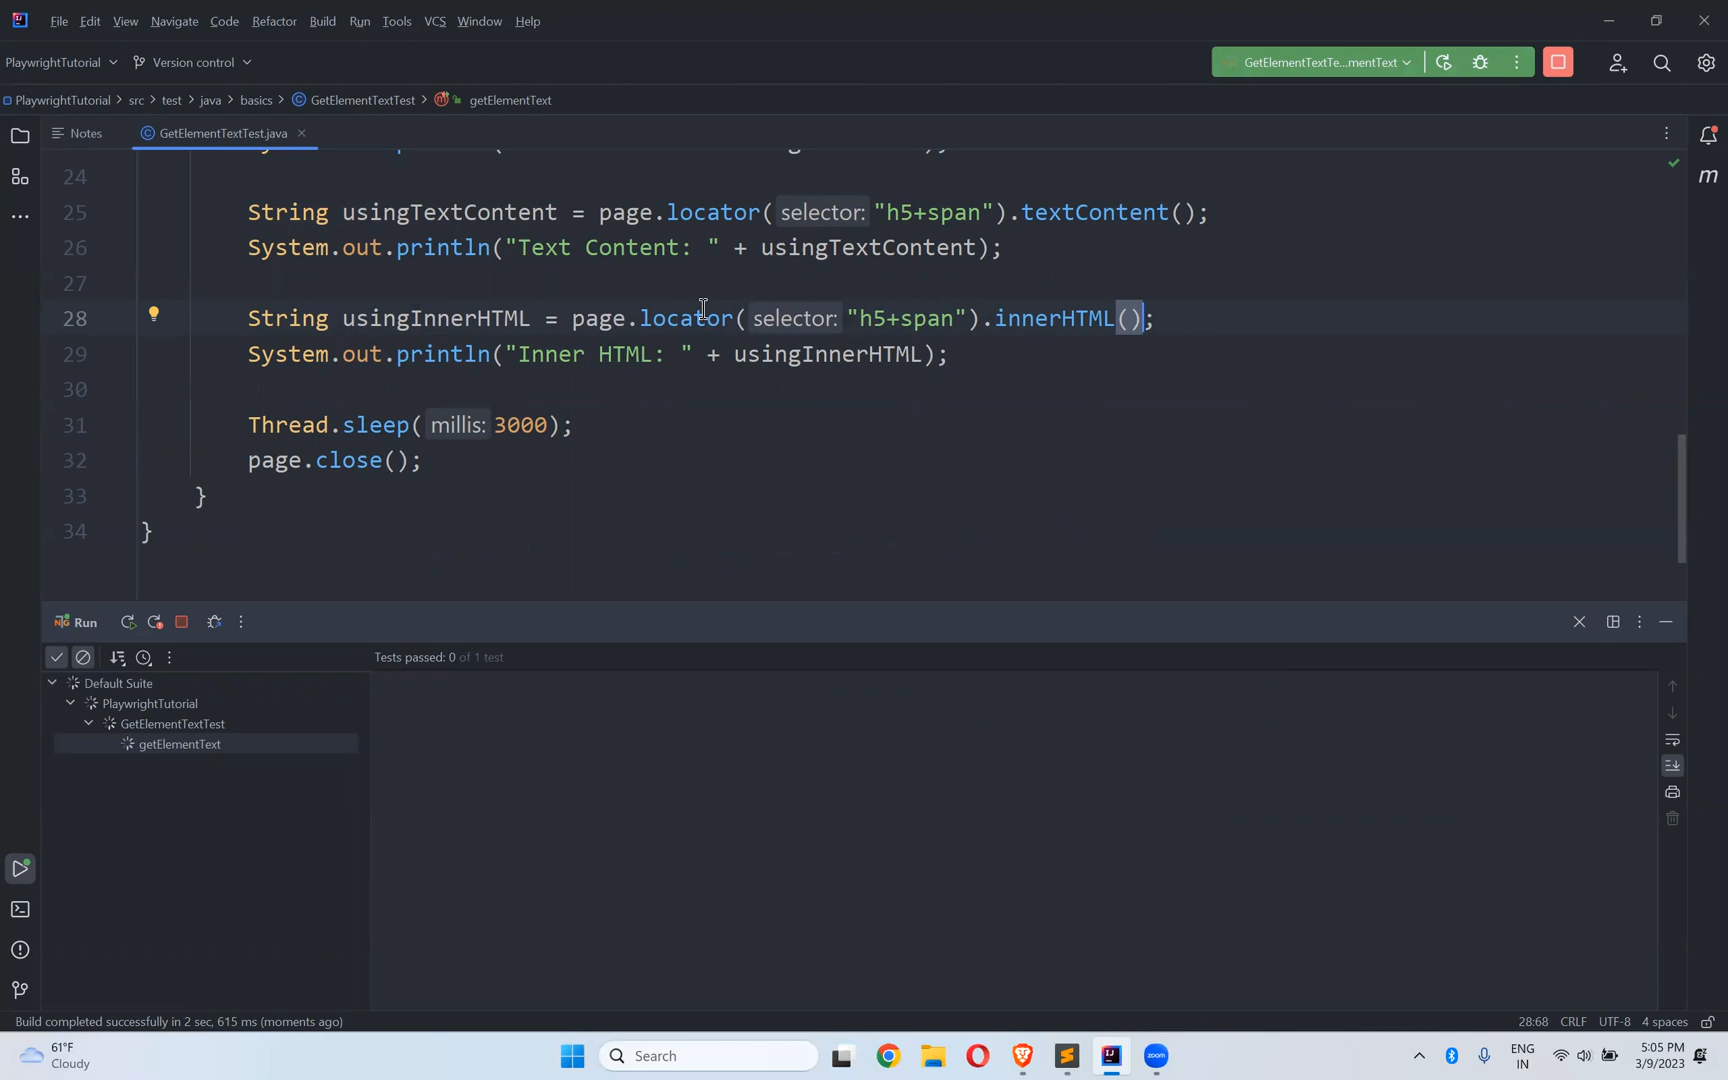 File Edit View Navigate Code Refactor Build Run Tools VCS Window Help
PlaywrightTutorial Version control GetElementTextTe...mentText
PlaywrightTutorial > src > test > java > basics > GetElementTextTest > getElementText
Notes GetElementTextTest.java
24
25 String usingTextContent = page.locator( selector: "h5+span").textContent();
26 System.out.println("Text Content: " + usingTextContent);
27
28 String usingInnerHTML = page.locator( selector: "h5+span").innerHTML();
29 System.out.println("Inner HTML: " + usingInnerHTML);
30
31 Thread.sleep( millis: 3000);
32 page.close();
33 }
34 }
Run
Tests passed: 0 of 1 test
Default Suite
PlaywrightTutorial
GetElementTextTest
getElementText
Build completed successfully in 2 sec, 615 ms (moments ago) 28:68 CRLF UTF-8 4 spaces
61°F
Cloudy
Search
zoom
ENG
IN
5:05 PM
3/9/2023